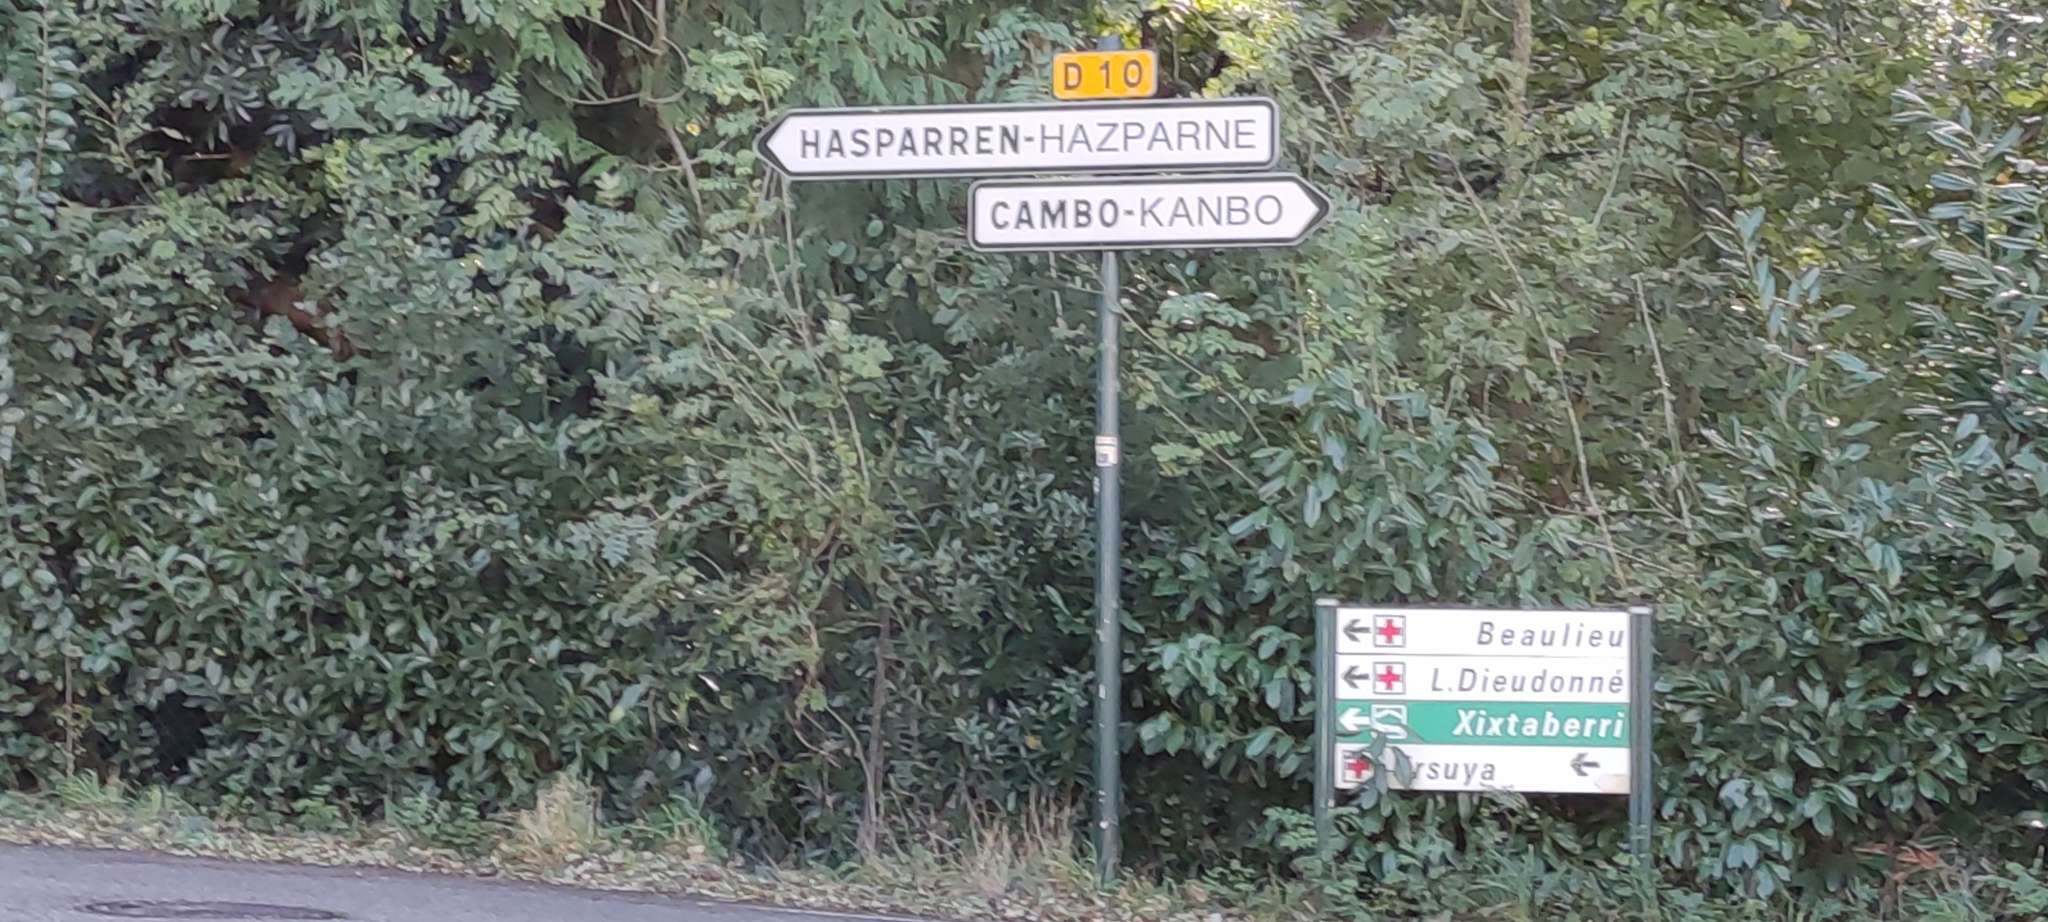 D 10
HASPARREN-HAZPARNE
CAMBO-KANBO
Beaulieu
L.Dieudonné
Xixtaberri